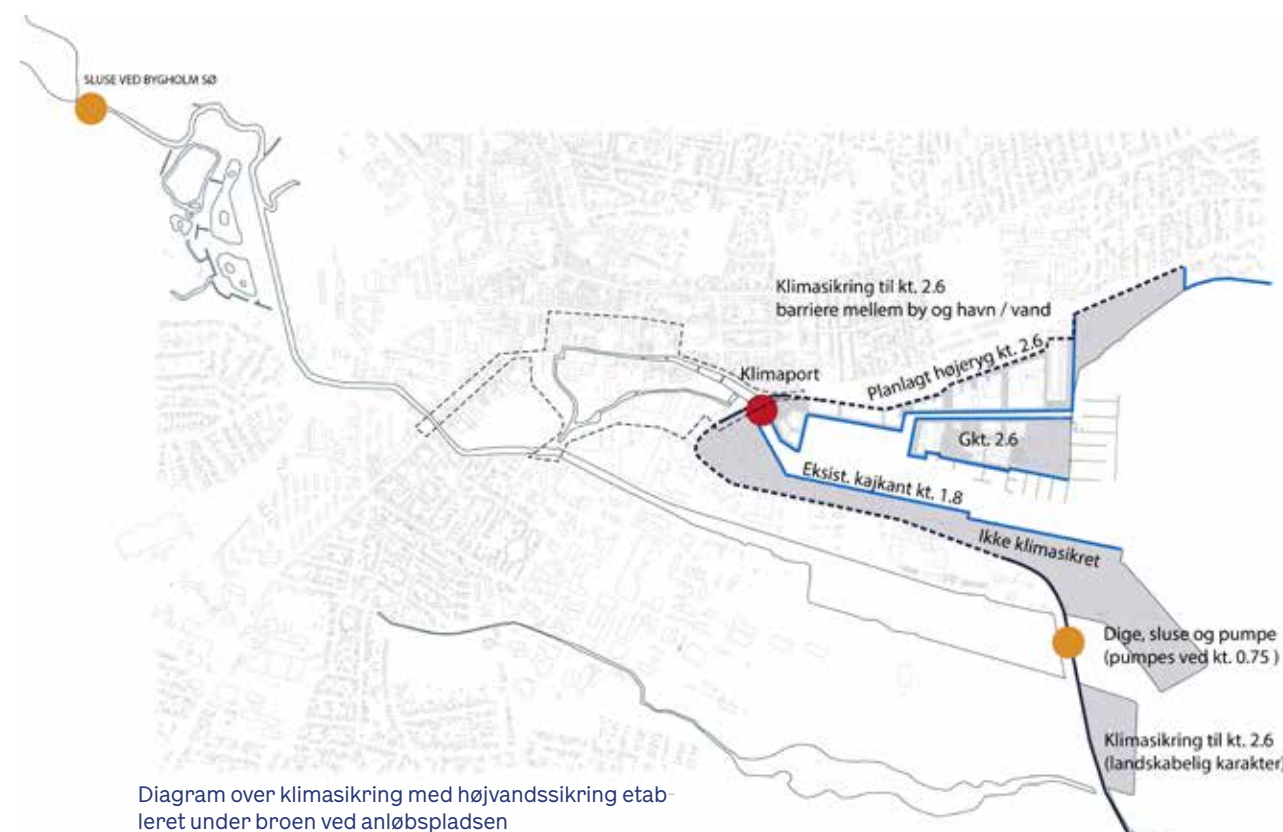 SLUSE VED BYGHOLM SØ
Klimasikring til kt. 2.6
barriere mellem by og havn / vand
Klimaport
Planlagt højeryg kt. 2.6
Gkt. 2.6
Eksist. kajkant kt. 1.8
Ikke klimasikret
Dige, sluse og pumpe
(pumpes ved kt. 0.75 )
Klimasikring til kt. 2.6
(landskabelig karakter)
Diagram over klimasikring med højvandssikring etab-
leret under broen ved anløbspladsen